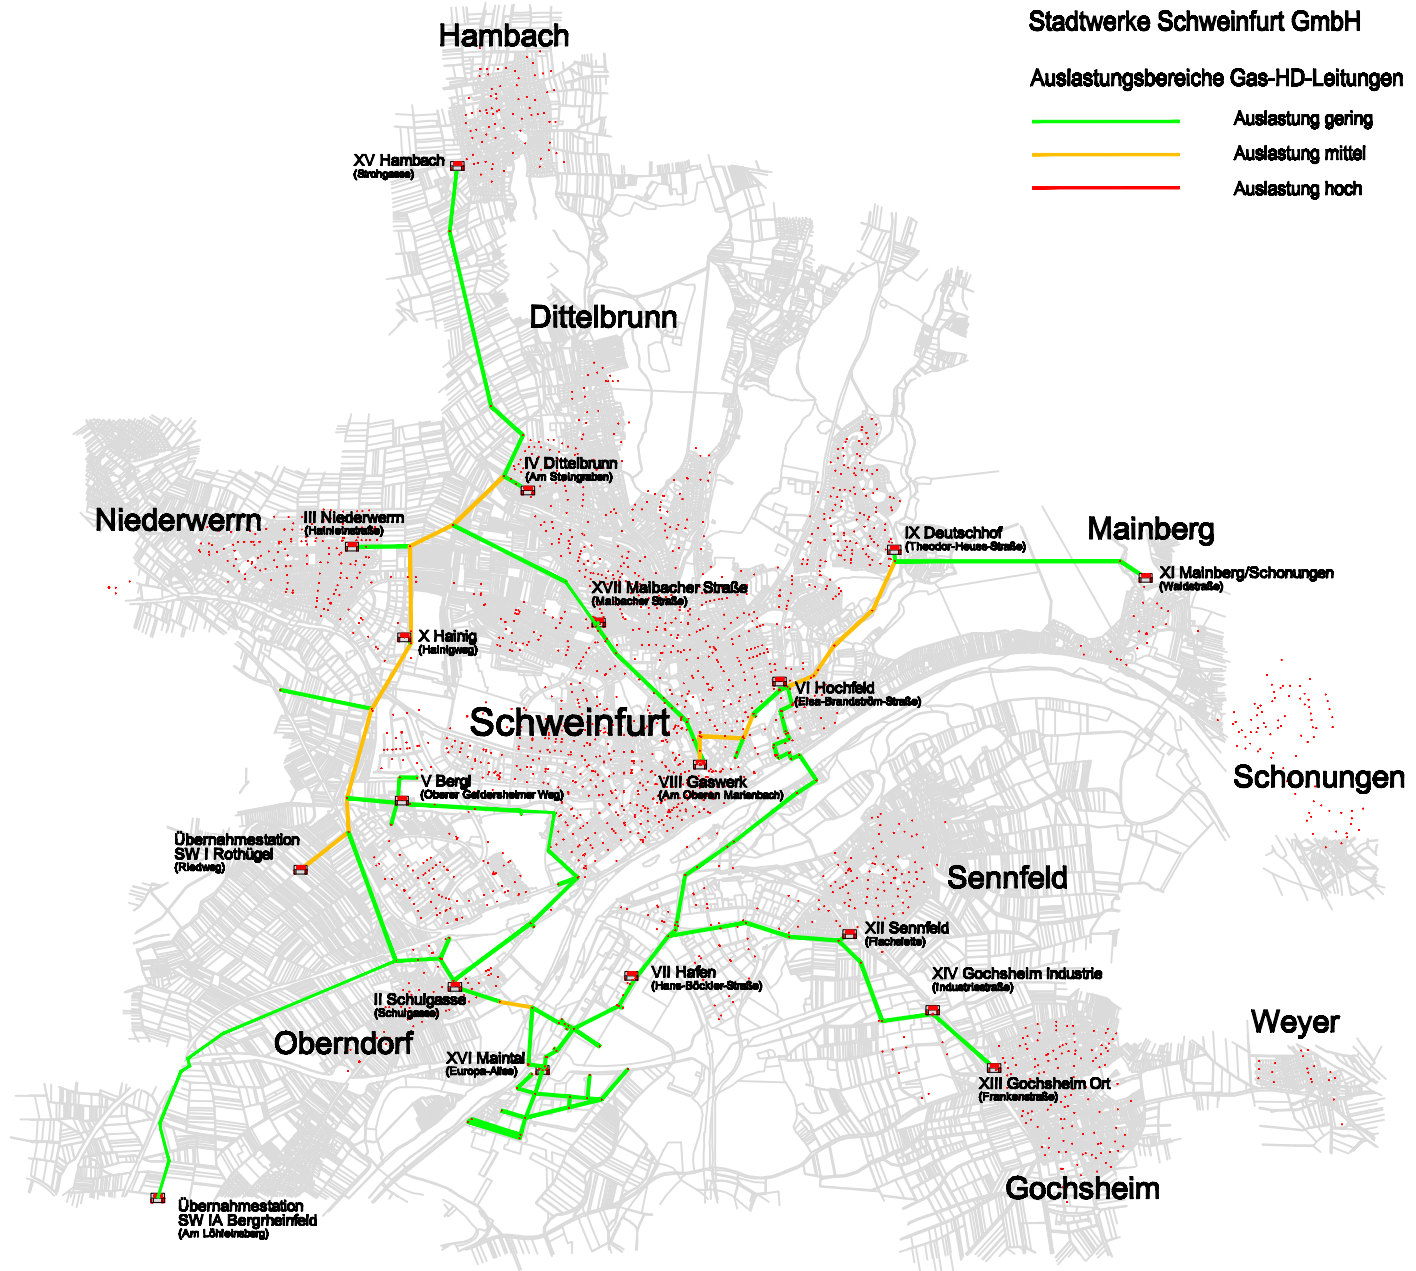 Stadtwerke Schweinfurt GmbH
Auslastungsbereiche Gas-HD-Leitungen
Auslastung gering
Auslastung mittel
Auslastung hoch
Hambach
XV Hambach
(Strohgasse)
Dittelbrunn
IV Dittelbrunn
(Am Steingraben)
Niederwerrn
III Niederwerrn
(Hainleinstraße)
IX Deutschhof
(Theodor-Heuss-Straße)
Mainberg
XI Mainberg/Schonungen
(Waldstraße)
XVII Maibacher Straße
(Maibacher Straße)
X Hainig
(Hainigweg)
VI Hochfeld
(Elsa-Brandström-Straße)
Schweinfurt
V Bergl
(Oberer Geldersheimer Weg)
VIII Gaswerk
(Am Oberen Marienbach)
Schonungen
Übernahmestation
SW I Rothügel
(Riedweg)
Sennfeld
XII Sennfeld
(Flachsleite)
VII Hafen
(Hans-Böckler-Straße)
XIV Gochsheim Industrie
(Industriestraße)
II Schulgasse
(Schulgasse)
Oberndorf
Weyer
XVI Maintal
(Europa-Allee)
XIII Gochsheim Ort
(Frankenstraße)
Gochsheim
Übernahmestation
SW IA Bergrheinfeld
(Am Löhleinsberg)